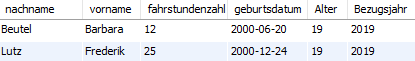 nachname vorname fahrstundenzahl geburtsdatum Alter Bezugsjahr
Beutel Barbara 12 2000-06-20 19 2019
Lutz Frederik 25 2000-12-24 19 2019